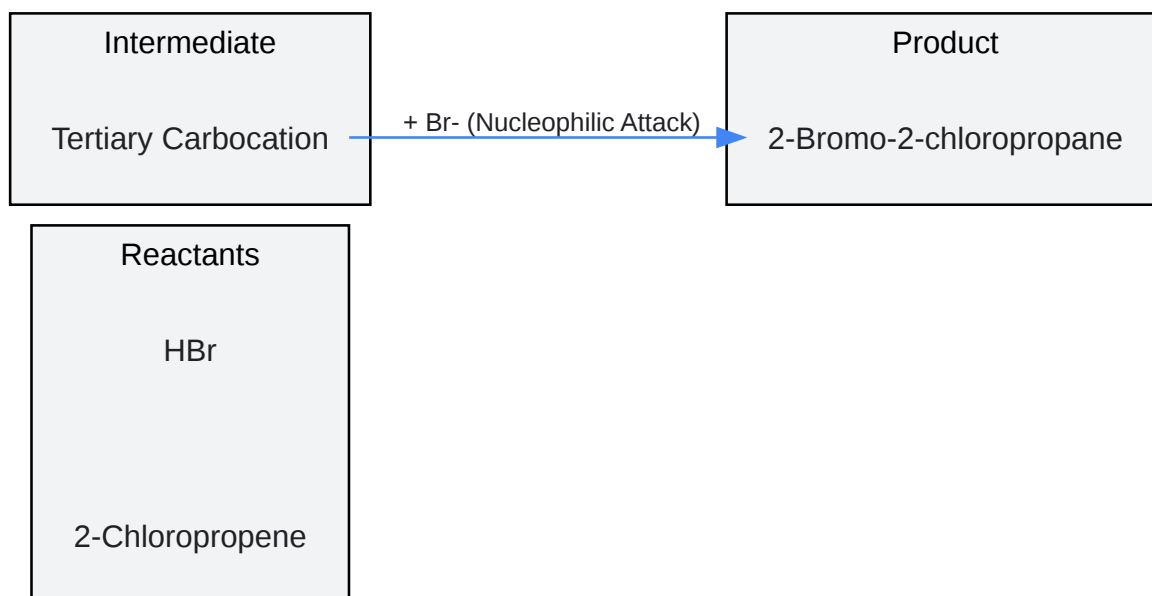 Intermediate
Tertiary Carbocation
+ Br- (Nucleophilic Attack)
Product
2-Bromo-2-chloropropane
Reactants
HBr
2-Chloropropene